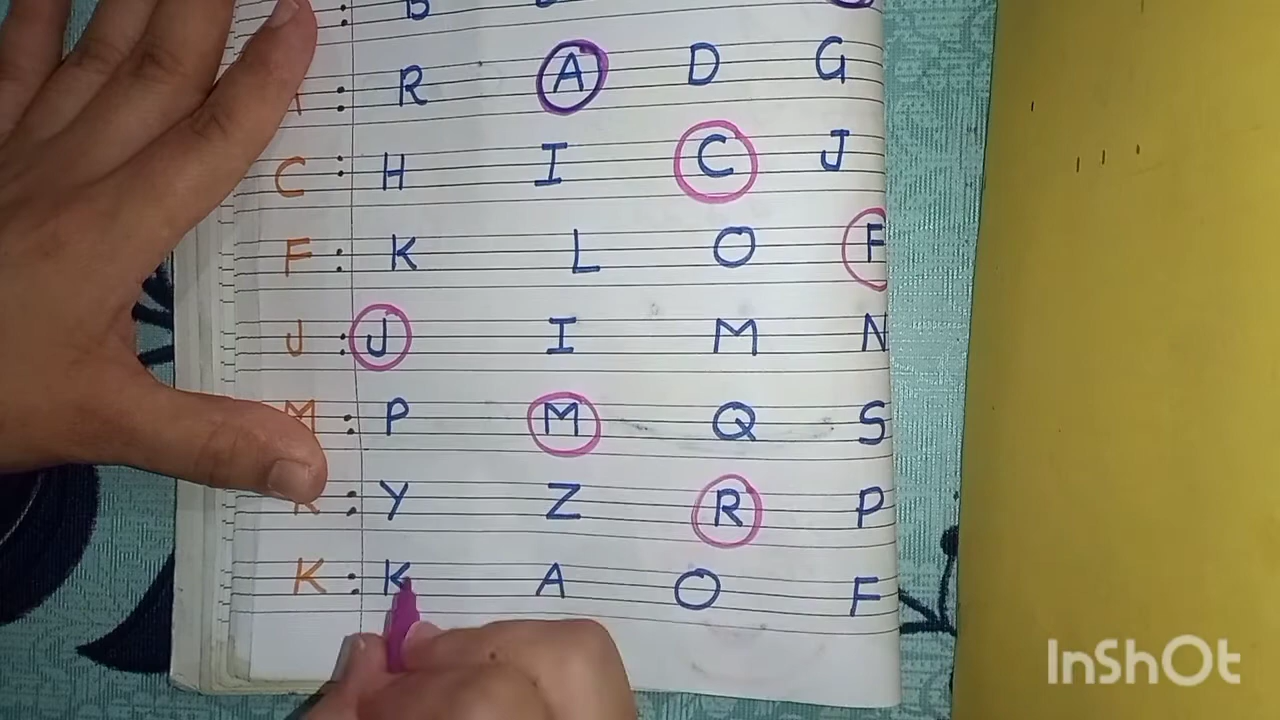 : B
: R A D G
C : H I C J
F : K L O F
J : J I M N
M : P M Q S
R : Y Z R P
K : K A O F
InShOt